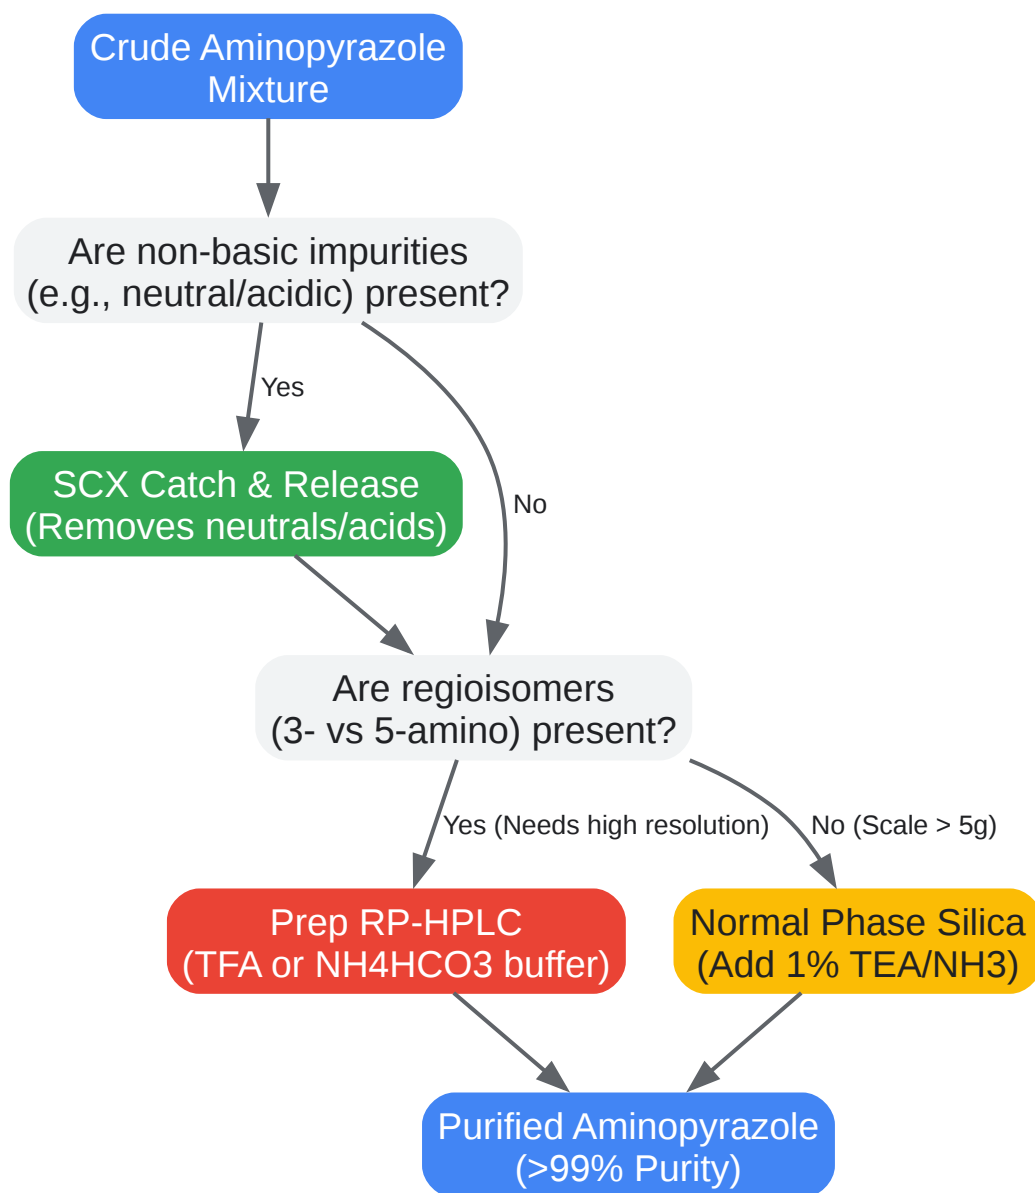 Crude Aminopyrazole
Mixture
Are non-basic impurities
(e.g., neutral/acidic) present?
Yes
No
SCX Catch & Release
(Removes neutrals/acids)
Are regioisomers
(3- vs 5-amino) present?
Yes (Needs high resolution)
No (Scale > 5g)
Prep RP-HPLC
(TFA or NH4HCO3 buffer)
Normal Phase Silica
(Add 1% TEA/NH3)
Purified Aminopyrazole
(>99% Purity)